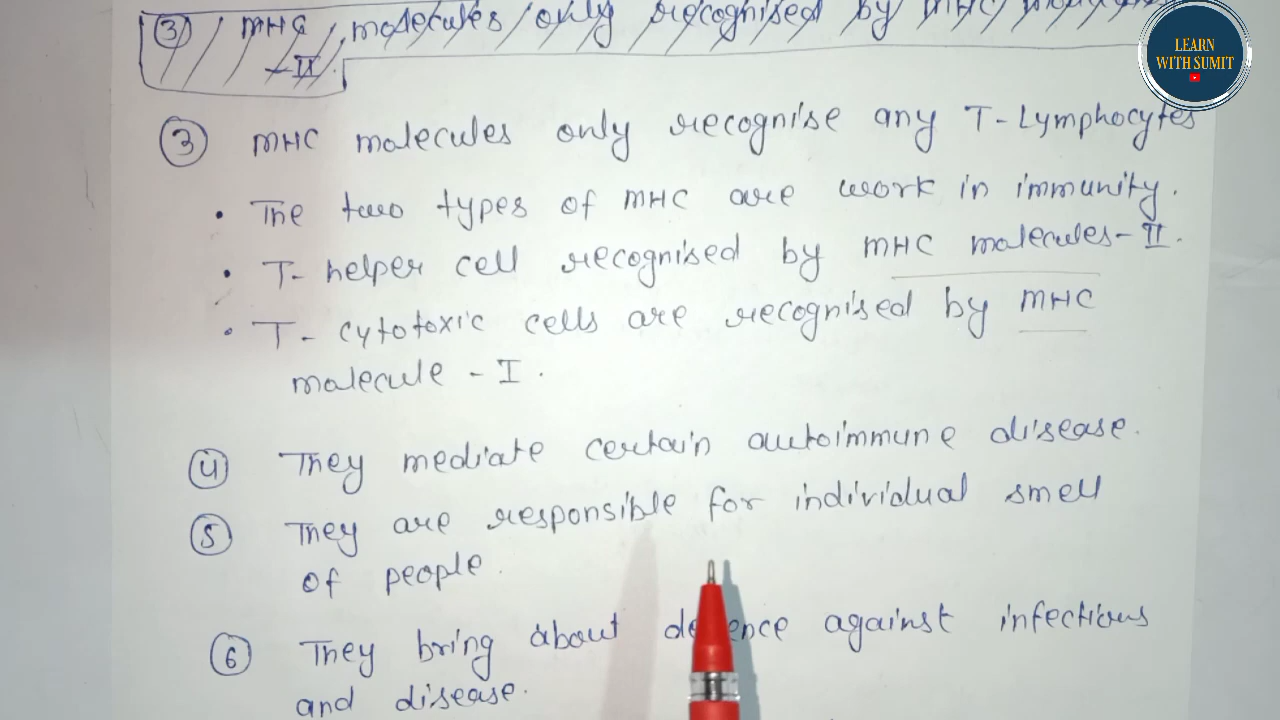 ③ MHC molecules only recognised by MHC
-II
LEARN
WITH SUMIT
③ MHC molecules only recognise any T-Lymphocytes
• The two types of MHC are work in immunity.
• T-helper cell recognised by MHC molecules-II.
• T-cytotoxic cells are recognised by MHC
molecule - I.
④ They mediate certain autoimmune disease.
⑤ They are responsible for individual smell
of people.
⑥ They bring about defence against infectious
and disease.